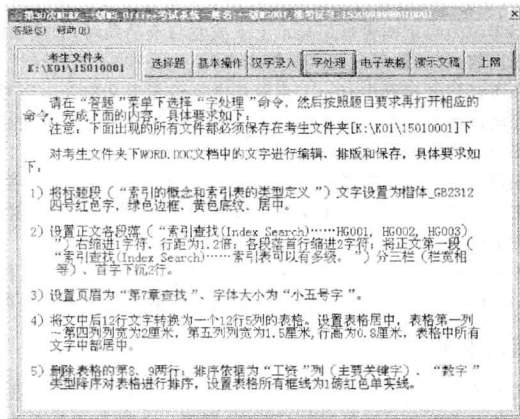 答题(S) 帮助(H)
考生文件夹
K:\K01\15010001
选择题 基本操作 汉字录入 字处理 电子表格 演示文稿 上网
请在“答题”菜单下选择“字处理”命令，然后按照题目要求再打开相应的
命令，完成下面的内容，具体要求如下：
注意：下面出现的所有文件都必须保存在考生文件夹[K:\K01\15010001]下
对考生文件夹下WORD.DOC文档中的文字进行编辑、排版和保存，具体要求如
下：
1) 将标题段（“索引的概念和索引表的类型定义”）文字设置为楷体_GB2312
四号红色字，绿色边框、黄色底纹、居中。
2) 设置正文各段落（“索引查找(Index Search)……HG001, HG002, HG003)
”）右缩进1字符、行距为1.2倍；各段落首行缩进2字符；将正文第一段（
“索引查找(Index Search)……索引表可以有多级。”）分三栏（栏宽相
等）、首字下沉2行。
3) 设置页眉为“第7章查找”、字体大小为“小五号字”。
4) 将文中后12行文字转换为一个12行5列的表格。设置表格居中，表格第一列
~第四列列宽为2厘米，第五列列宽为1.5厘米,行高为0.8厘米，表格中所有
文字中部居中。
5) 删除表格的第8、9两行；排序依据为“工资”列（主要关键字）、“数字”
类型降序对表格进行排序，设置表格所有框线为1磅红色单实线。